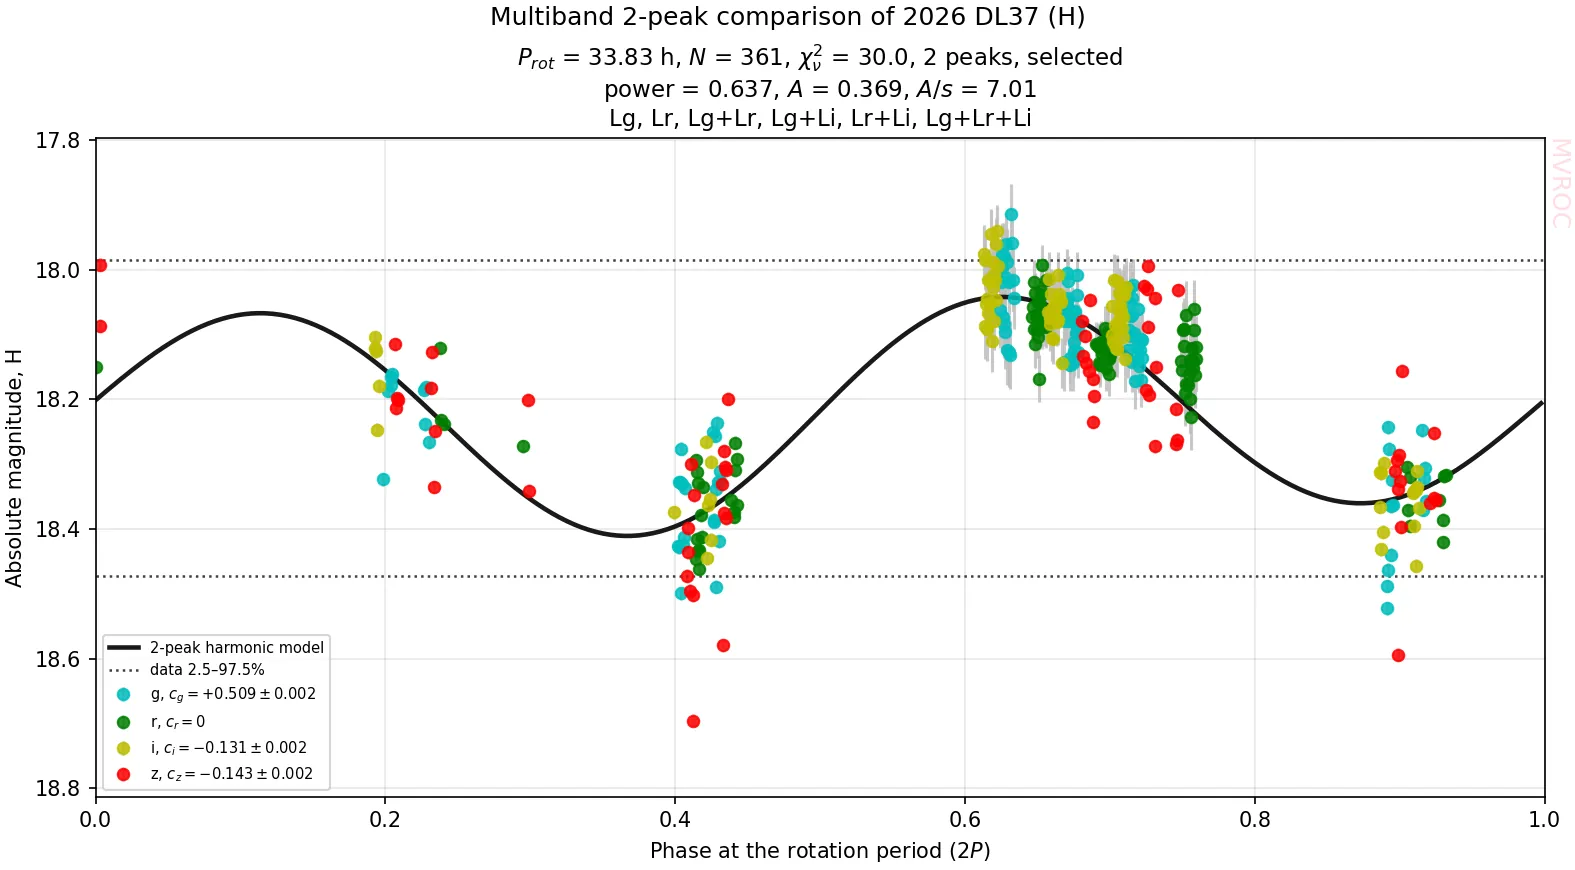 Multiband 2-peak comparison of 2026 DL37 (H)
P_rot = 33.83 h, N = 361, χ²_ν = 30.0, 2 peaks, selected
power = 0.637, A = 0.369, A/s = 7.01
Lg, Lr, Lg+Lr, Lg+Li, Lr+Li, Lg+Lr+Li
MVROC
Absolute magnitude, H
17.8
18.0
18.2
18.4
18.6
18.8
2-peak harmonic model
data 2.5–97.5%
g, c_g = +0.509 ± 0.002
r, c_r = 0
i, c_i = −0.131 ± 0.002
z, c_z = −0.143 ± 0.002
0.0 0.2 0.4 0.6 0.8 1.0
Phase at the rotation period (2P)